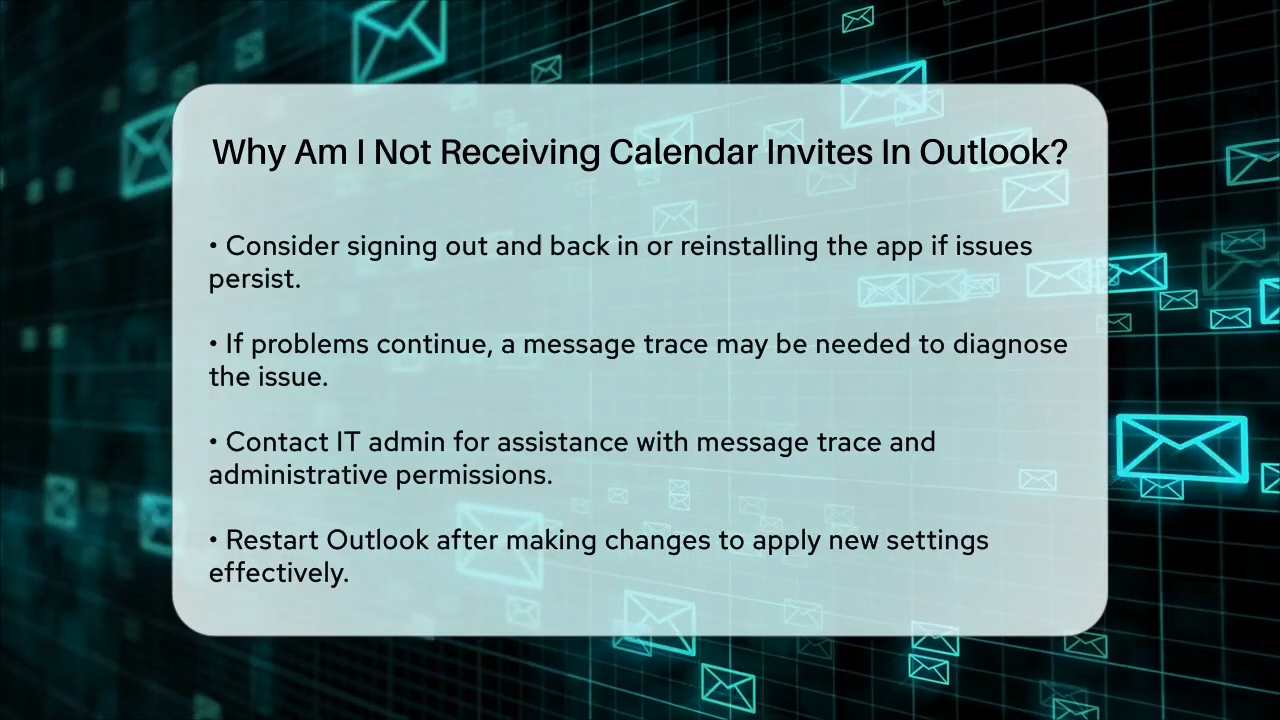 Why Am I Not Receiving Calendar Invites In Outlook?
• Consider signing out and back in or reinstalling the app if issues
persist.
• If problems continue, a message trace may be needed to diagnose
the issue.
• Contact IT admin for assistance with message trace and
administrative permissions.
• Restart Outlook after making changes to apply new settings
effectively.